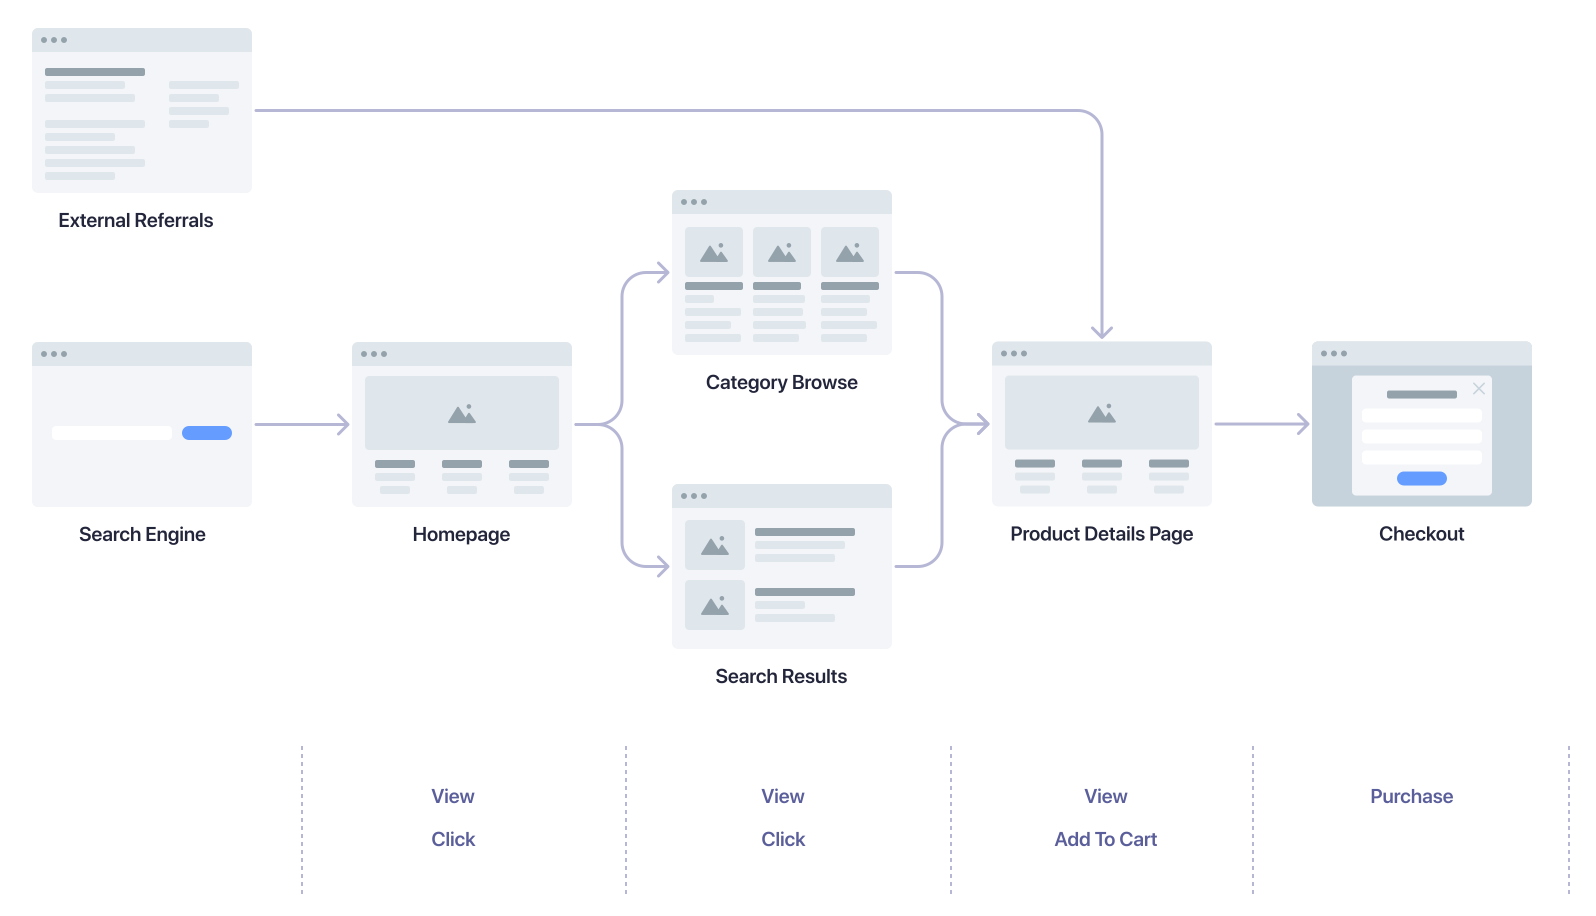 External Referrals
Category Browse
Search Engine
Homepage
Product Details Page
Checkout
Search Results
View
View
View
Purchase
Click
Click
Add To Cart